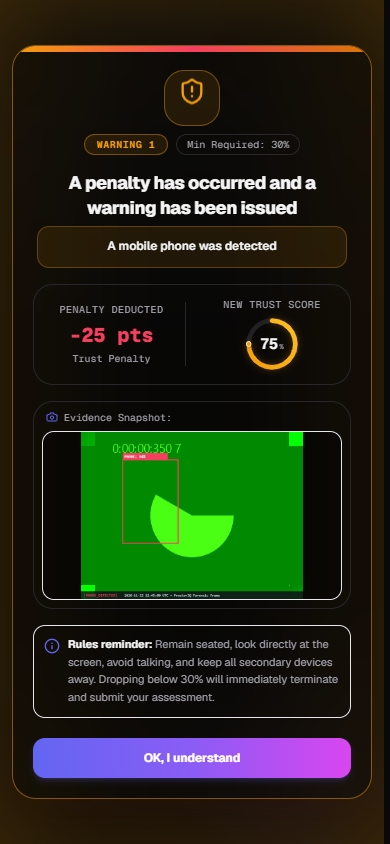 WARNING 1
Min Required: 30%
A penalty has occurred and a
warning has been issued
A mobile phone was detected
PENALTY DEDUCTED
-25 pts
Trust Penalty
NEW TRUST SCORE
75%
Evidence Snapshot:
0:00:00:350 7
Rules reminder: Remain seated, look directly at the
screen, avoid talking, and keep all secondary devices
away. Dropping below 30% will immediately terminate
and submit your assessment.
OK, I understand